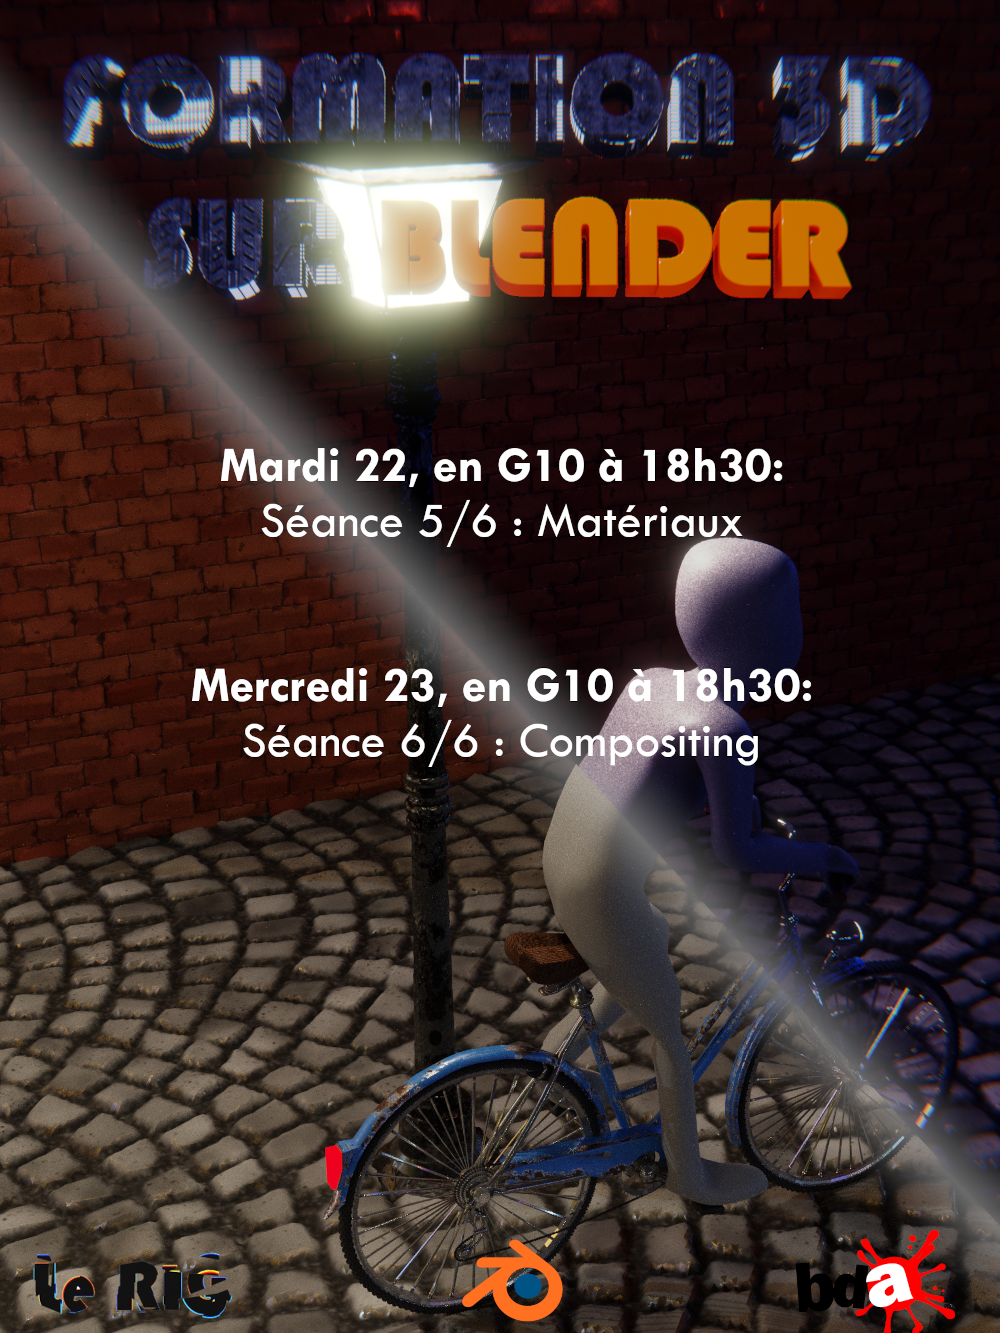 FORMATION 3D
SUR BLENDER
Mardi 22, en G10 à 18h30:
Séance 5/6 : Matériaux
Mercredi 23, en G10 à 18h30:
Séance 6/6 : Compositing
Le RIG
bda